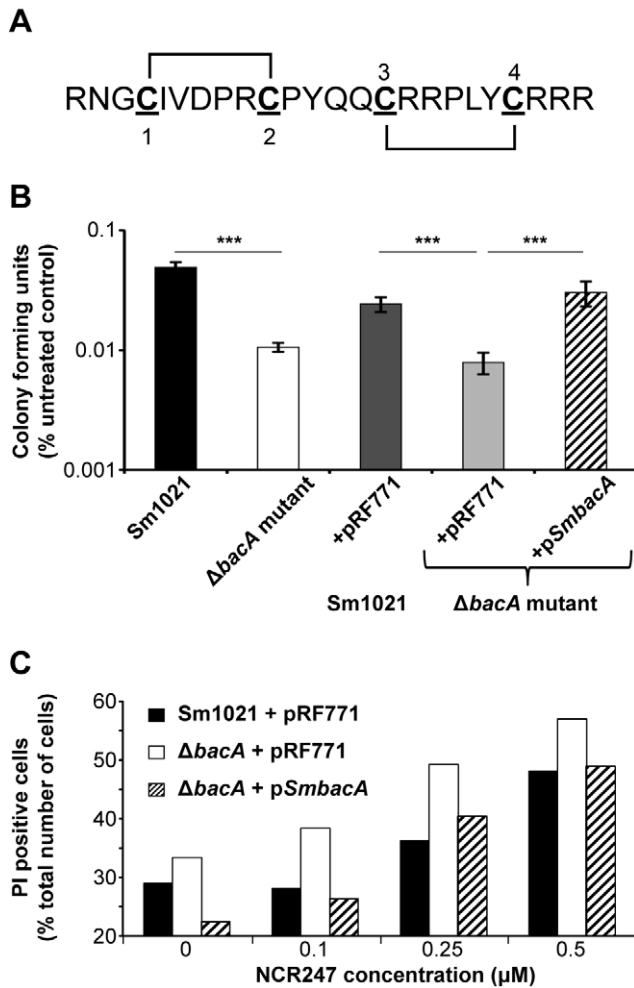 A
3 4
RNGCIVDPRCPYQQCRRPLYCRRR
1 2
B
Colony forming units
(% untreated control)
0.1
0.01
0.001
*** *** ***
Sm1021
ΔbacA mutant
+pRF771
+pRF771
+pSmbacA
Sm1021 ΔbacA mutant
C
PI positive cells
(% total number of cells)
60
50
40
30
20
Sm1021 + pRF771
ΔbacA + pRF771
ΔbacA + pSmbacA
0 0.1 0.25 0.5
NCR247 concentration (µM)